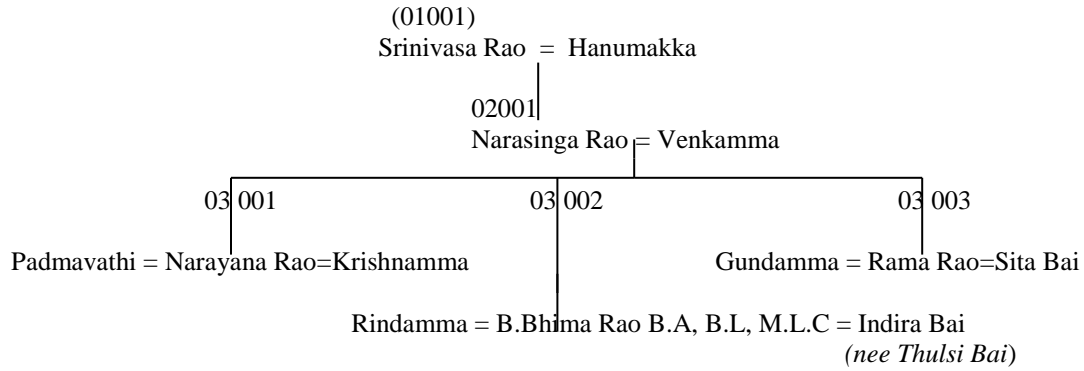 (01001)
Srinivasa Rao = Hanumakka
02001
Narasinga Rao = Venkamma
03 001 03 002 03 003
Padmavathi = Narayana Rao=Krishnamma Gundamma = Rama Rao=Sita Bai
Rindamma = B.Bhima Rao B.A, B.L, M.L.C = Indira Bai
(nee Thulsi Bai)